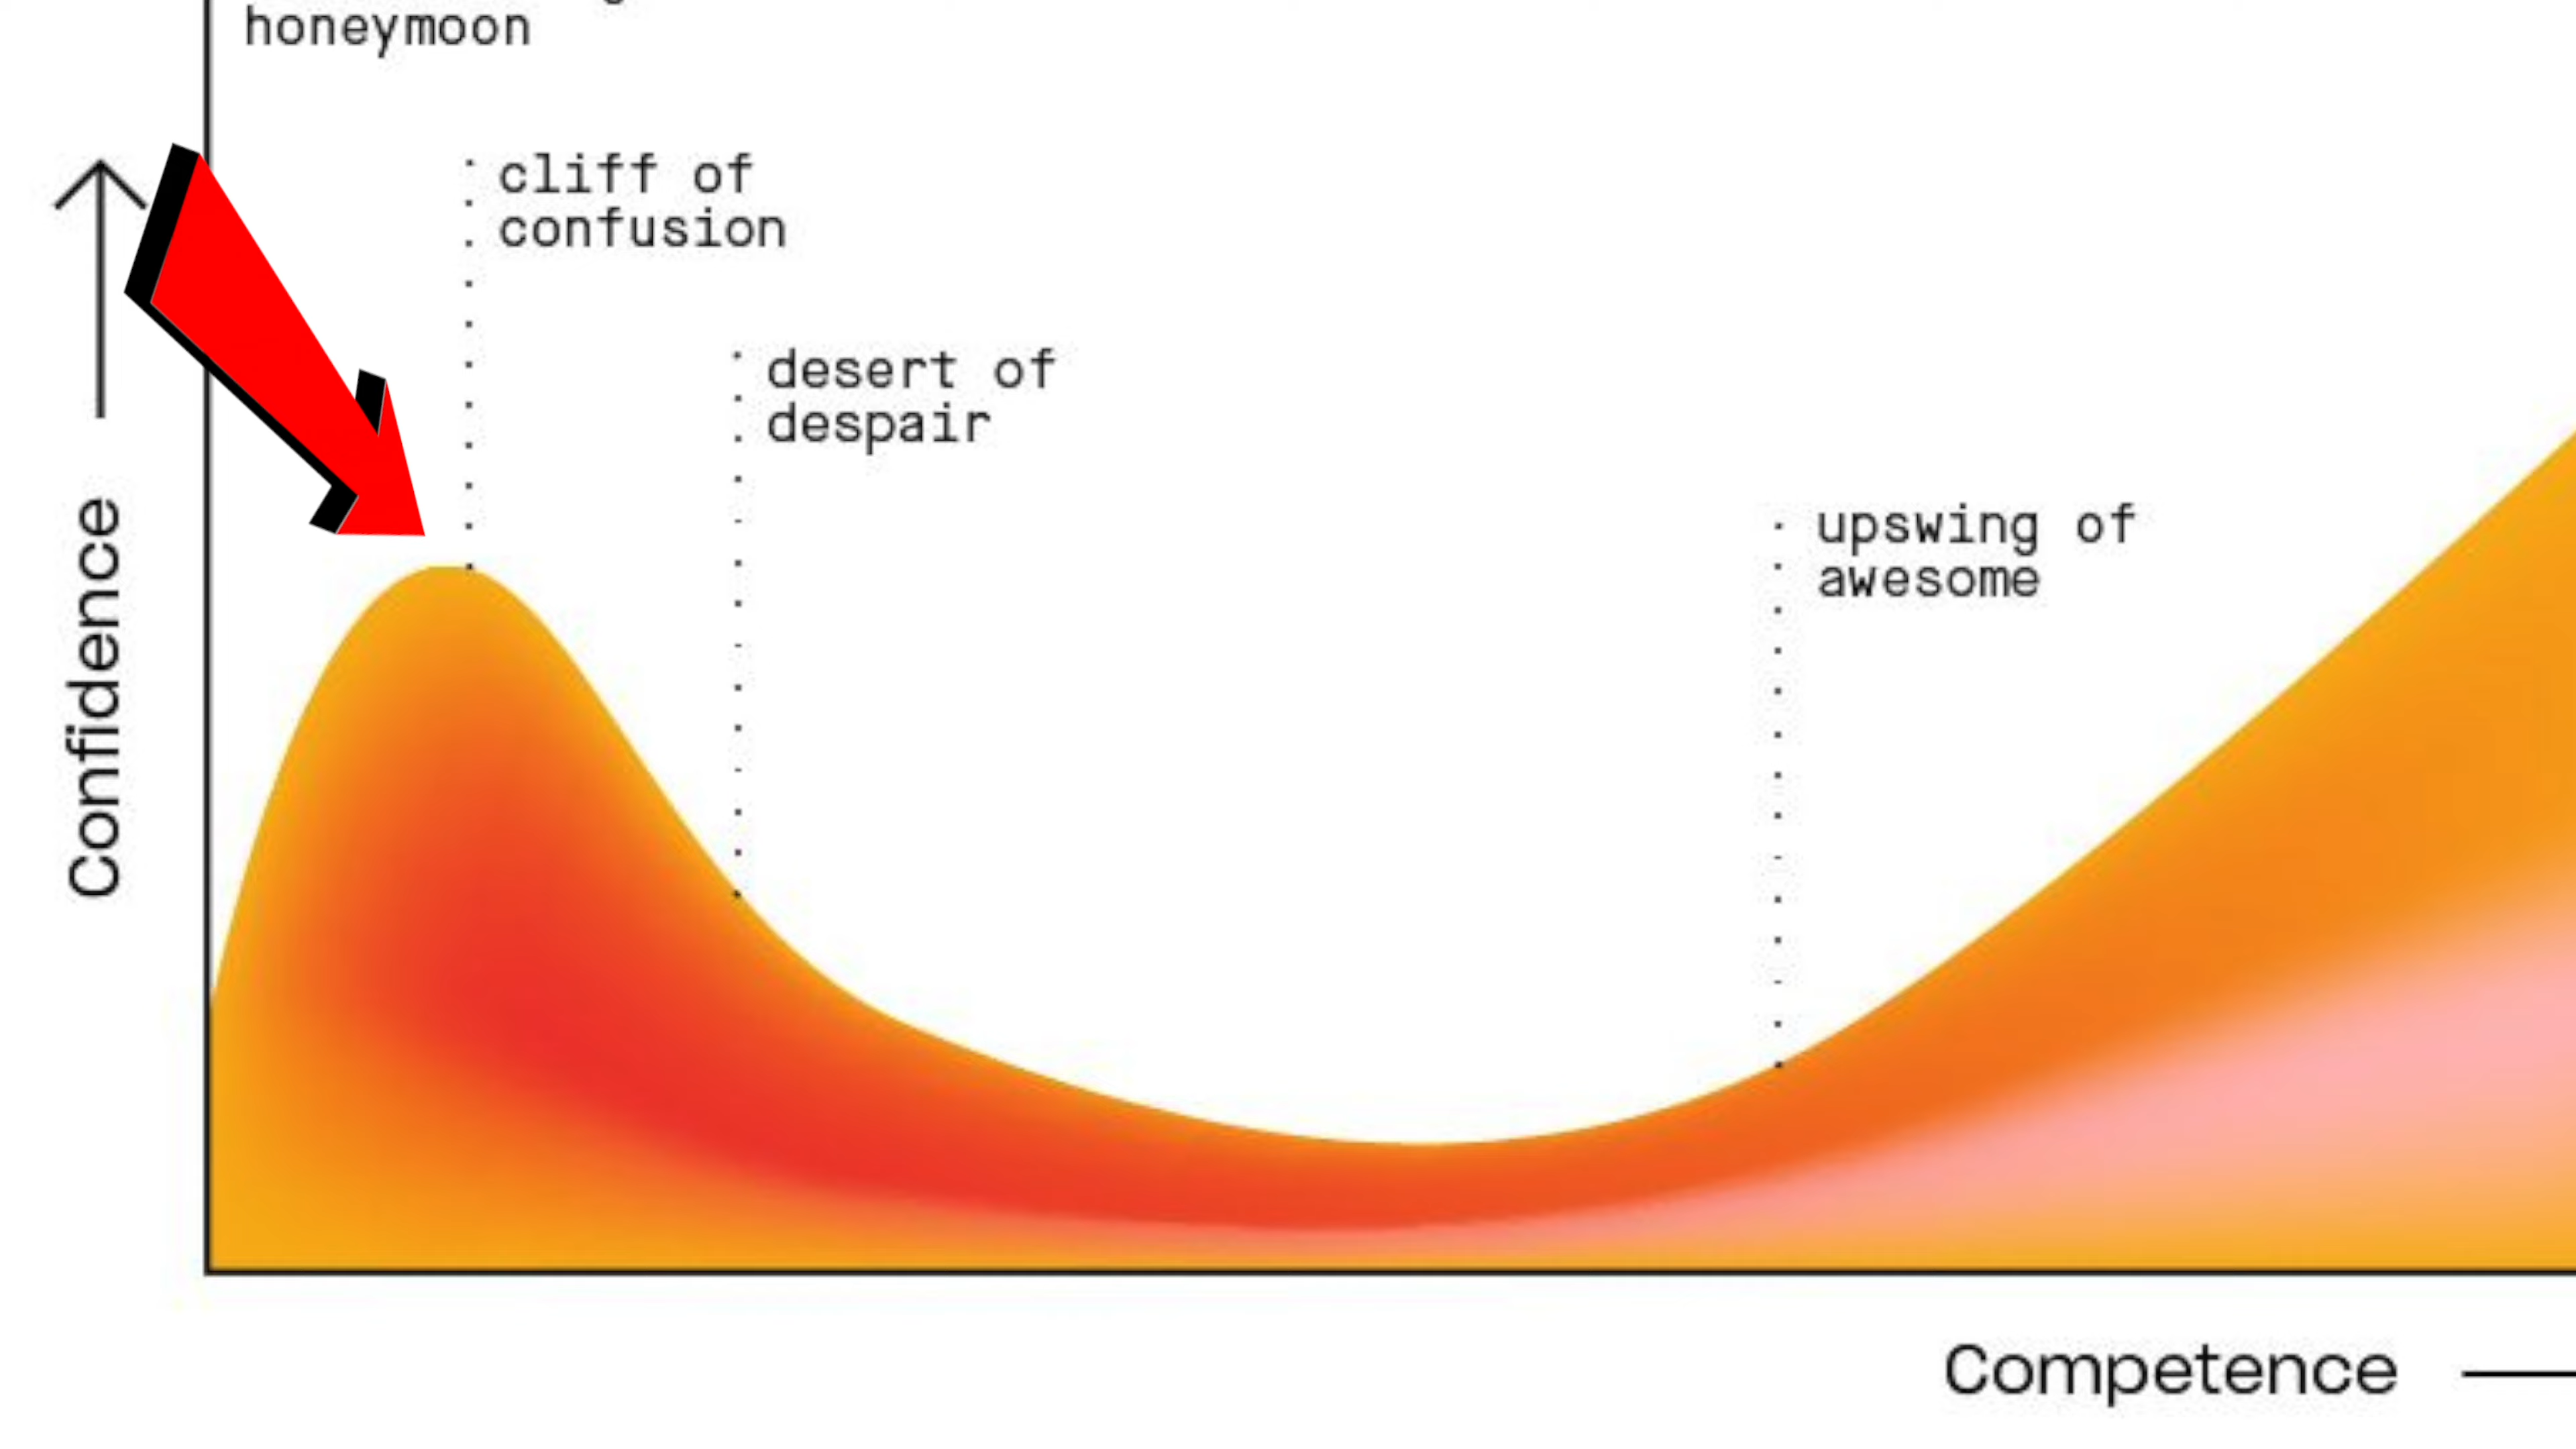 honeymoon
cliff of
confusion
desert of
despair
upswing of
awesome
Confidence
Competence